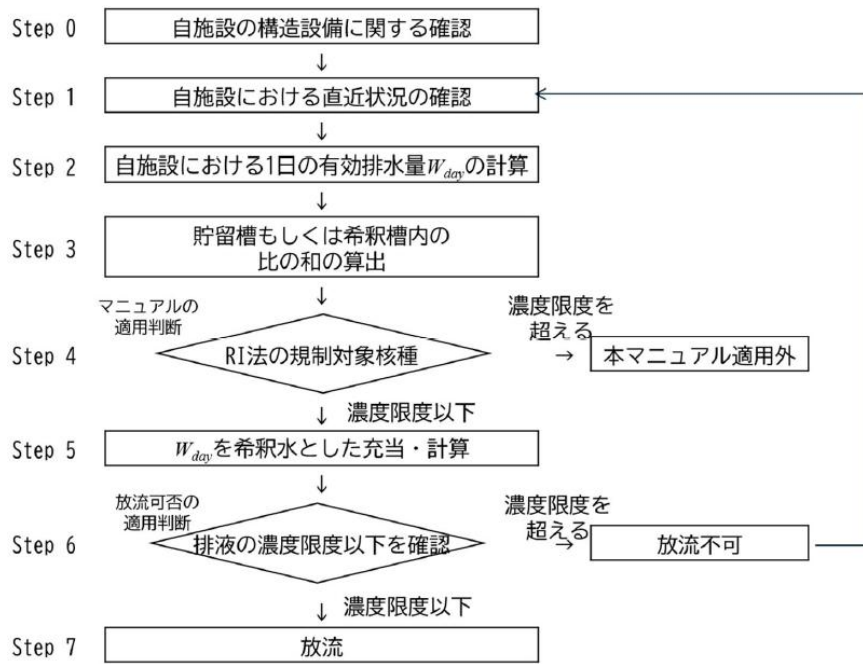 Step 0 自施設の構造設備に関する確認
↓
Step 1 自施設における直近状況の確認
↓
Step 2 自施設における1日の有効排水量W_dayの計算
↓
Step 3 貯留槽もしくは希釈槽内の
比の和の算出
↓
マニュアルの
適用判断
濃度限度を
超える
Step 4 RI法の規制対象核種 → 本マニュアル適用外
↓ 濃度限度以下
Step 5 W_dayを希釈水とした充当・計算
↓
放流可否の
適用判断
濃度限度を
超える
Step 6 排液の濃度限度以下を確認 → 放流不可
↓ 濃度限度以下
Step 7 放流